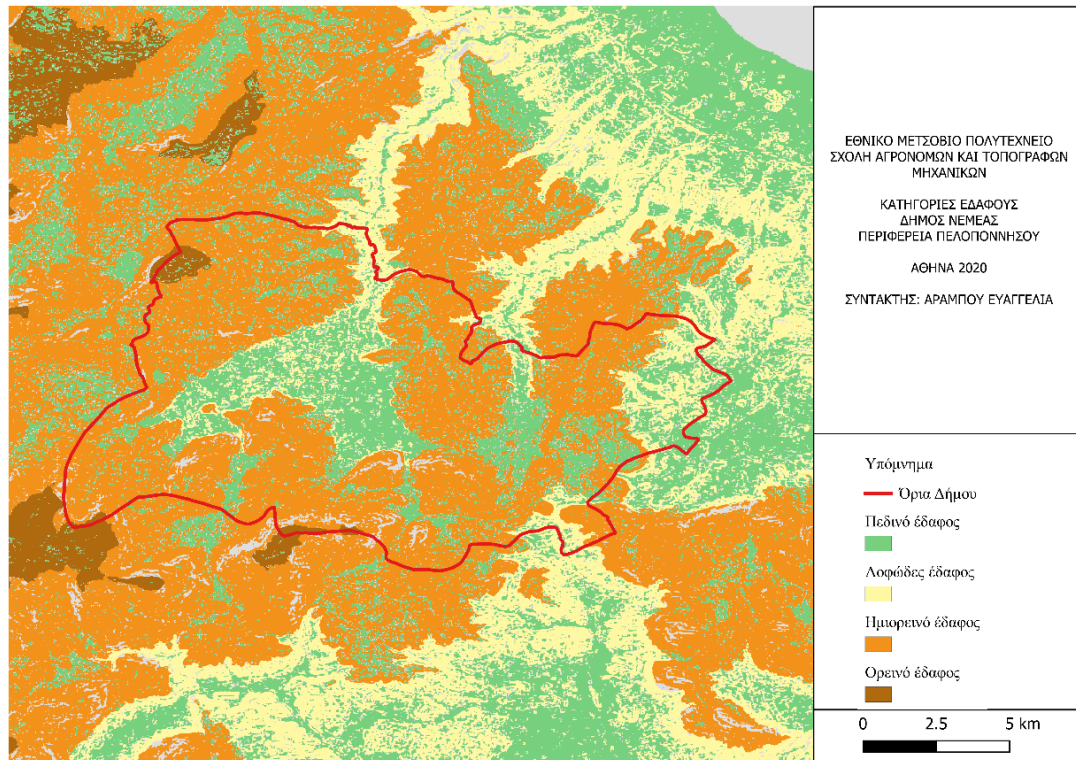 ΕΘΝΙΚΟ ΜΕΤΣΟΒΙΟ ΠΟΛΥΤΕΧΝΕΙΟ
ΣΧΟΛΗ ΑΓΡΟΝΟΜΩΝ ΚΑΙ ΤΟΠΟΓΡΑΦΩΝ
ΜΗΧΑΝΙΚΩΝ
ΚΑΤΗΓΟΡΙΕΣ ΕΔΑΦΟΥΣ
ΔΗΜΟΣ ΝΕΜΕΑΣ
ΠΕΡΙΦΕΡΕΙΑ ΠΕΛΟΠΟΝΝΗΣΟΥ
ΑΘΗΝΑ 2020
ΣΥΝΤΑΚΤΗΣ: ΑΡΑΜΠΟΥ ΕΥΑΓΓΕΛΙΑ
Υπόμνημα
Όρια Δήμου
Πεδινό έδαφος
Λοφώδες έδαφος
Ημιορεινό έδαφος
Ορεινό έδαφος
0 2.5 5 km